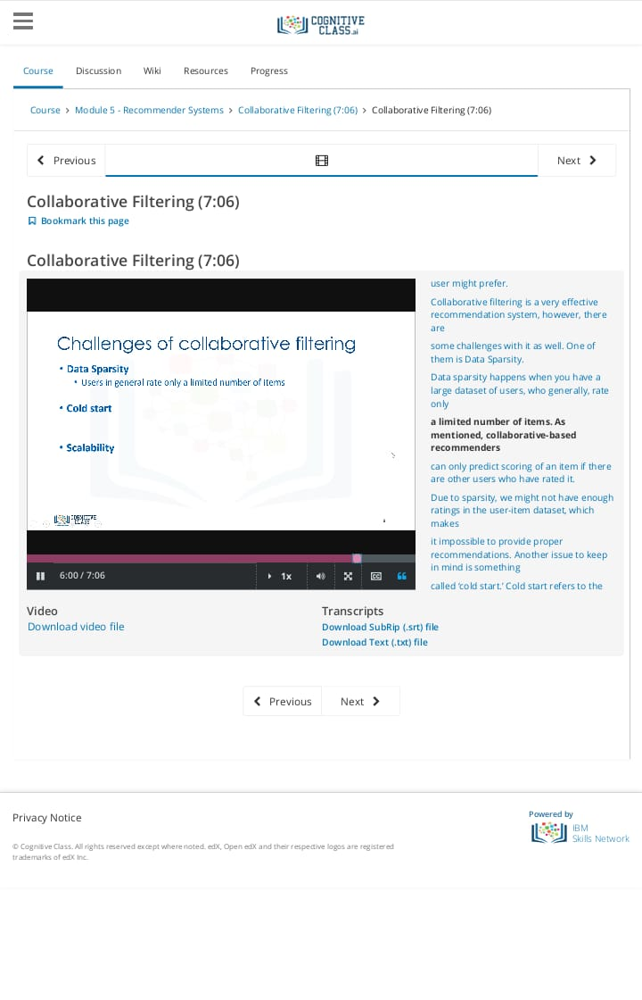 COGNITIVE
CLASS.ai
Course Discussion Wiki Resources Progress
Course > Module 5 - Recommender Systems > Collaborative Filtering (7:06) > Collaborative Filtering (7:06)
Previous Next
Collaborative Filtering (7:06)
Bookmark this page
Collaborative Filtering (7:06)
Challenges of collaborative filtering
• Data Sparsity
• Users in general rate only a limited number of items
• Cold start
• Scalability
COGNITIVE
CLASS
6:00 / 7:06 1x CC
user might prefer.
Collaborative filtering is a very effective
recommendation system, however, there
are
some challenges with it as well. One of
them is Data Sparsity.
Data sparsity happens when you have a
large dataset of users, who generally, rate
only
a limited number of items. As
mentioned, collaborative-based
recommenders
can only predict scoring of an item if there
are other users who have rated it.
Due to sparsity, we might not have enough
ratings in the user-item dataset, which
makes
it impossible to provide proper
recommendations. Another issue to keep
in mind is something
called ‘cold start.’ Cold start refers to the
Video
Download video file
Transcripts
Download SubRip (.srt) file
Download Text (.txt) file
Previous Next
Privacy Notice
© Cognitive Class. All rights reserved except where noted. edX, Open edX and their respective logos are registered
trademarks of edX Inc.
Powered by
IBM
Skills Network